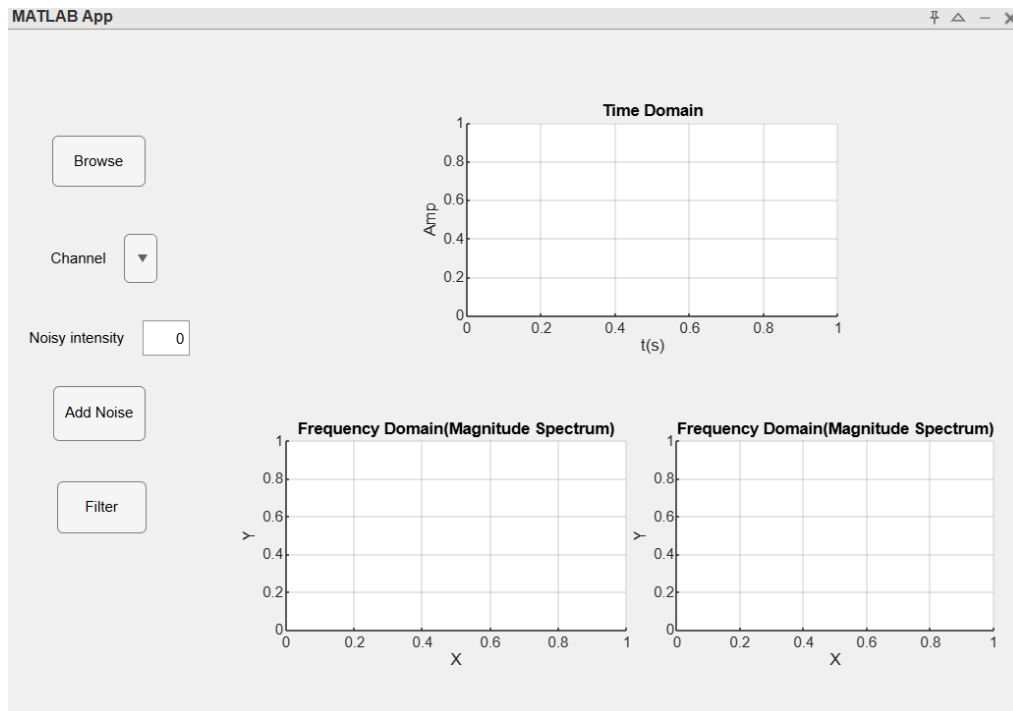 MATLAB App
Browse
Channel
Noisy intensity 0
Add Noise
Filter
Time Domain
1
0.8
0.6
0.4
0.2
0
Amp
0 0.2 0.4 0.6 0.8 1
t(s)
Frequency Domain(Magnitude Spectrum)
1
0.8
0.6
0.4
0.2
0
Y
0 0.2 0.4 0.6 0.8 1
X
Frequency Domain(Magnitude Spectrum)
1
0.8
0.6
0.4
0.2
0
Y
0 0.2 0.4 0.6 0.8 1
X